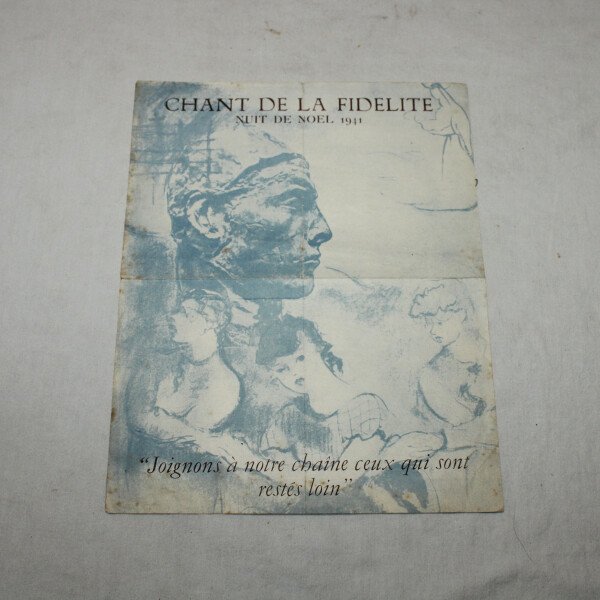 CHANT DE LA FIDELITE
NUIT DE NOEL 1941
“Joignons à notre chaîne ceux qui sont
restés loin”